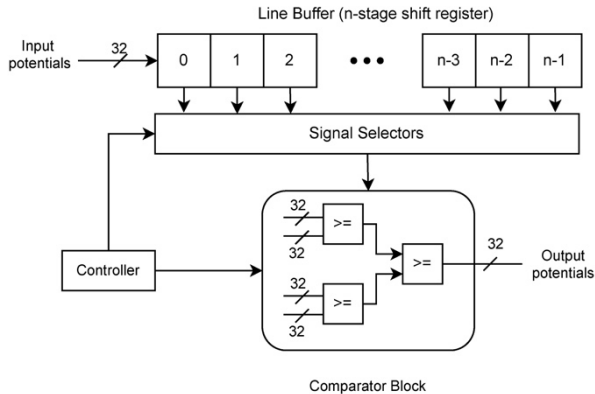 Line Buffer (n-stage shift register)
Input
potentials
32
0 1 2 ••• n-3 n-2 n-1
Signal Selectors
Controller
32
32
>=
32
32
>=
>=
32
Output
potentials
Comparator Block